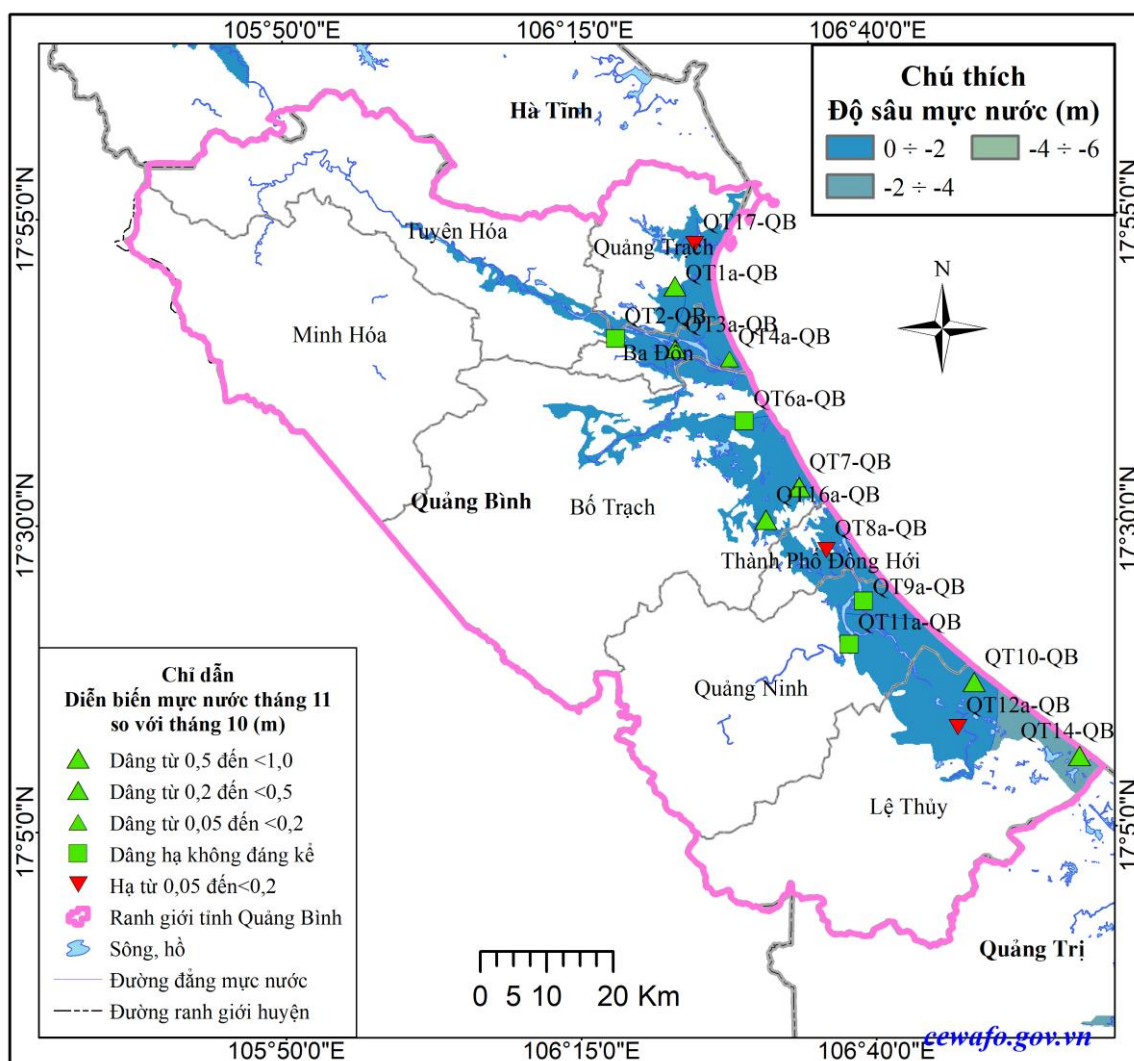 105°50'0"E
106°15'0"E
106°40'0"E
Chú thích
Độ sâu mực nước (m)
0 ÷ -2
-4 ÷ -6
-2 ÷ -4
Hà Tĩnh
17°55'0"N
17°55'0"N
QT17-QB
Tuyên Hóa
Quảng Trạch
QT1a-QB
N
QT2-QB
QT3a-QB
Minh Hóa
QT4a-QB
Ba Đồn
QT6a-QB
QT7-QB
QT16a-QB
Quảng Bình
Bố Trạch
17°30'0"N
17°30'0"N
QT8a-QB
Thành Phố Đồng Hới
QT9a-QB
QT11a-QB
QT10-QB
Quảng Ninh
QT12a-QB
QT14-QB
Lệ Thủy
17°5'0"N
17°5'0"N
Chỉ dẫn
Diễn biến mực nước tháng 11
so với tháng 10 (m)
Dâng từ 0,5 đến <1,0
Dâng từ 0,2 đến <0,5
Dâng từ 0,05 đến <0,2
Dâng hạ không đáng kể
Hạ từ 0,05 đến<0,2
Ranh giới tỉnh Quảng Bình
Sông, hồ
Đường đẳng mực nước
Đường ranh giới huyện
Quảng Trị
0 5 10 20 Km
cewafo.gov.vn
105°50'0"E
106°15'0"E
106°40'0"E